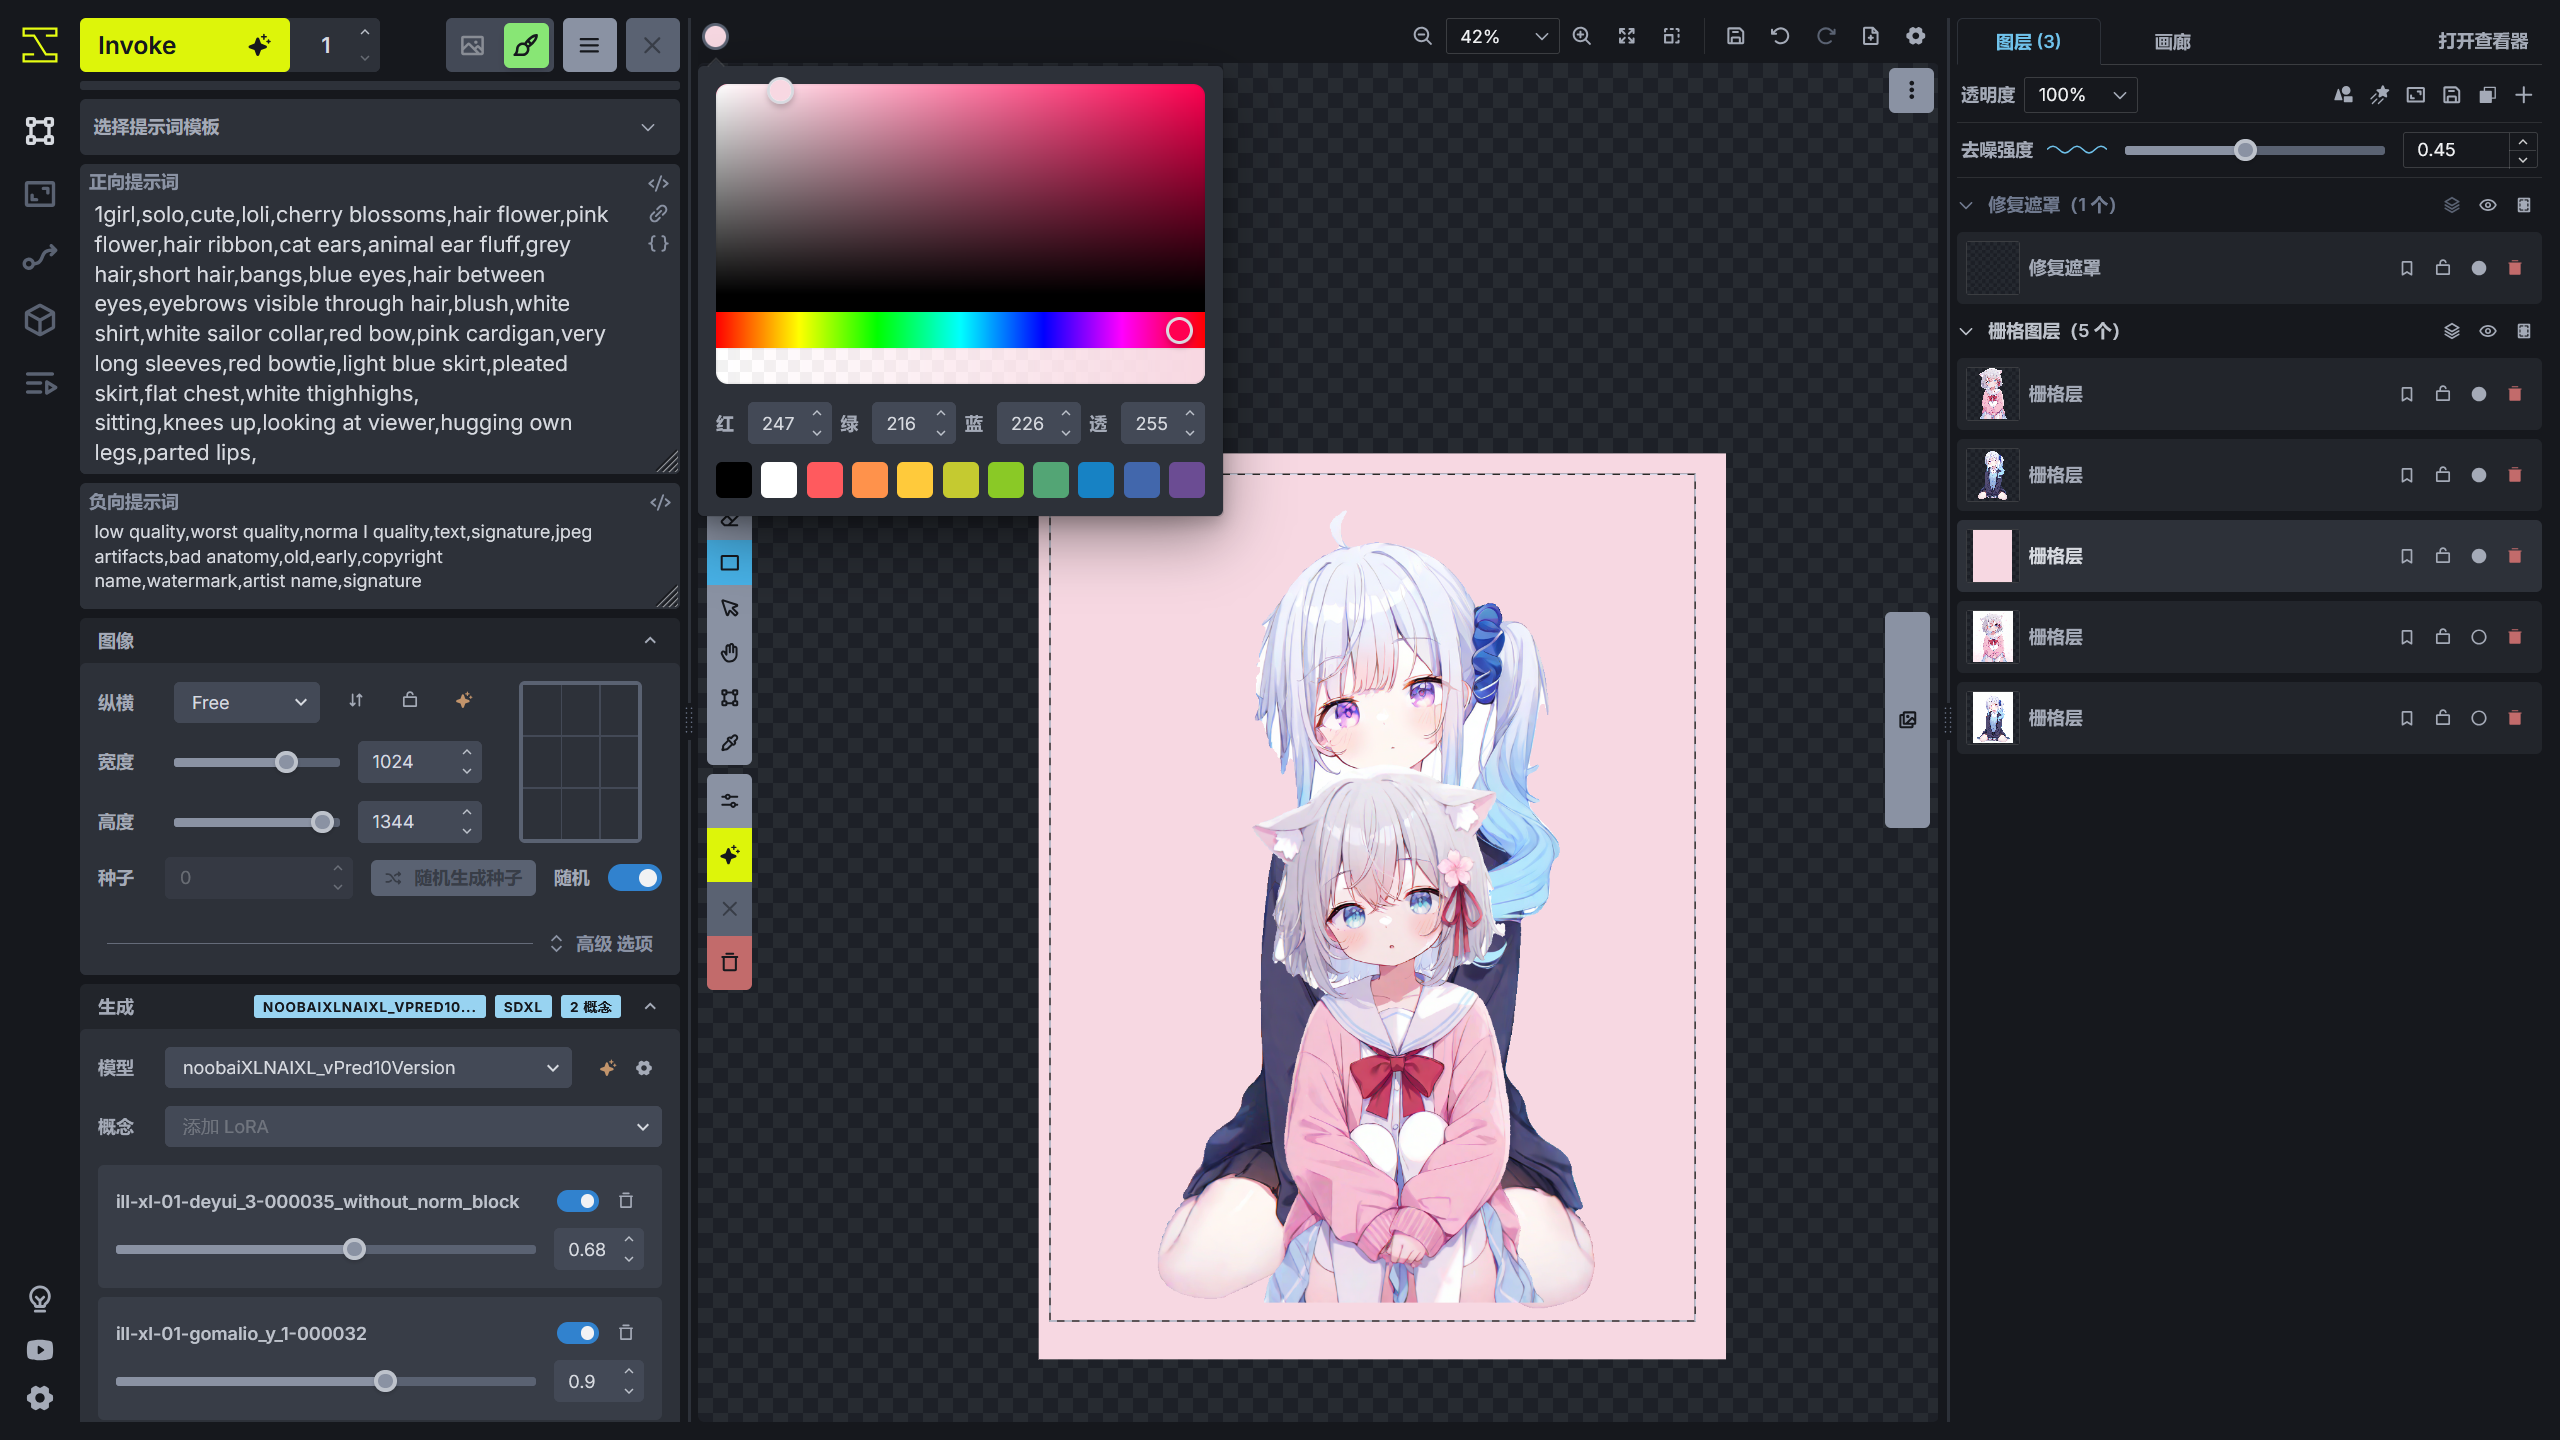 Invoke
1
选择提示词模板
正向提示词
1girl,solo,cute,loli,cherry blossoms,hair flower,pink
flower,hair ribbon,cat ears,animal ear fluff,grey
hair,short hair,bangs,blue eyes,hair between
eyes,eyebrows visible through hair,blush,white
shirt,white sailor collar,red bow,pink cardigan,very
long sleeves,red bowtie,light blue skirt,pleated
skirt,flat chest,white thighhighs,
sitting,knees up,looking at viewer,hugging own
legs,parted lips,
负向提示词
low quality,worst quality,norma l quality,text,signature,jpeg
artifacts,bad anatomy,old,early,copyright
name,watermark,artist name,signature
图像
纵横
Free
宽度
1024
高度
1344
种子
0
随机生成种子
随机
高级 选项
生成
NOOBAIXLNAIXL_VPRED10...
SDXL
2 概念
模型
noobaiXLNAIXL_vPred10Version
概念
添加 LoRA
ill-xl-01-deyui_3-000035_without_norm_block
0.68
ill-xl-01-gomalio_y_1-000032
0.9
42%
红 247 绿 216 蓝 226 透 255
图层 (3)
画廊
打开查看器
透明度
100%
去噪强度
0.45
修复遮罩 (1 个)
修复遮罩
栅格图层 (5 个)
栅格层
栅格层
栅格层
栅格层
栅格层